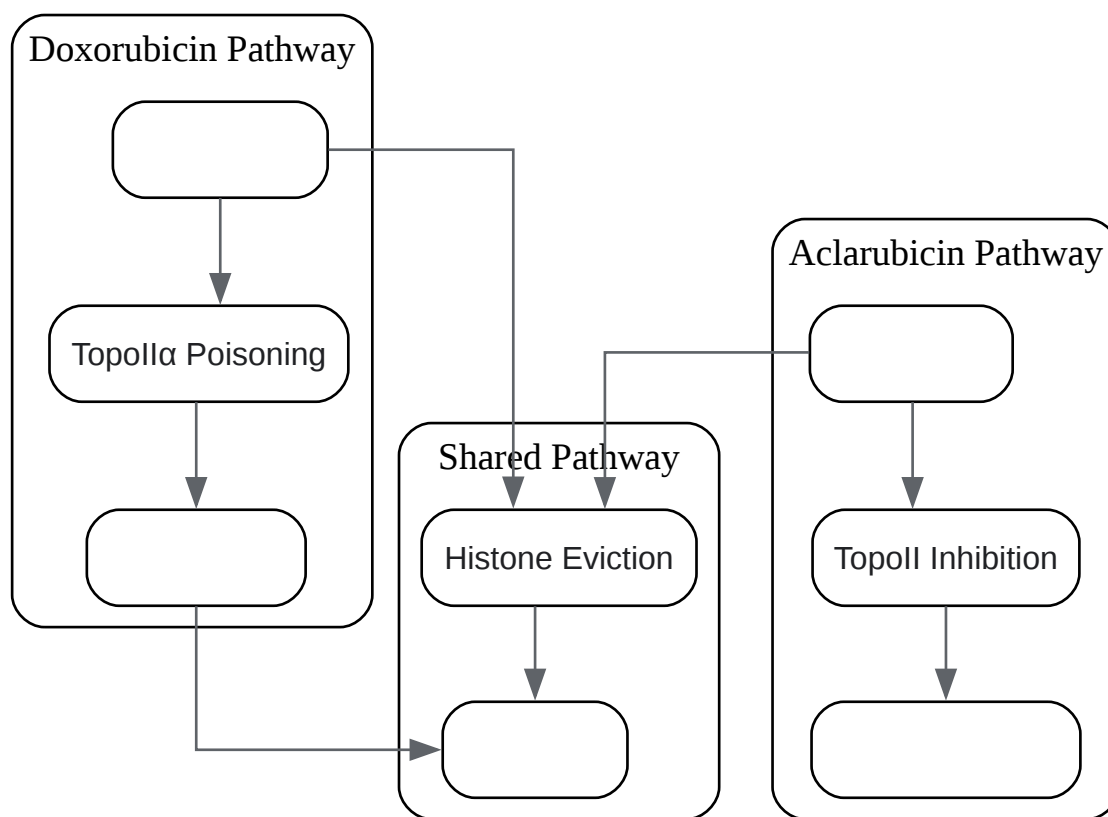 Doxorubicin Pathway
TopoIIα Poisoning
Aclarubicin Pathway
Shared Pathway
Histone Eviction
TopoII Inhibition